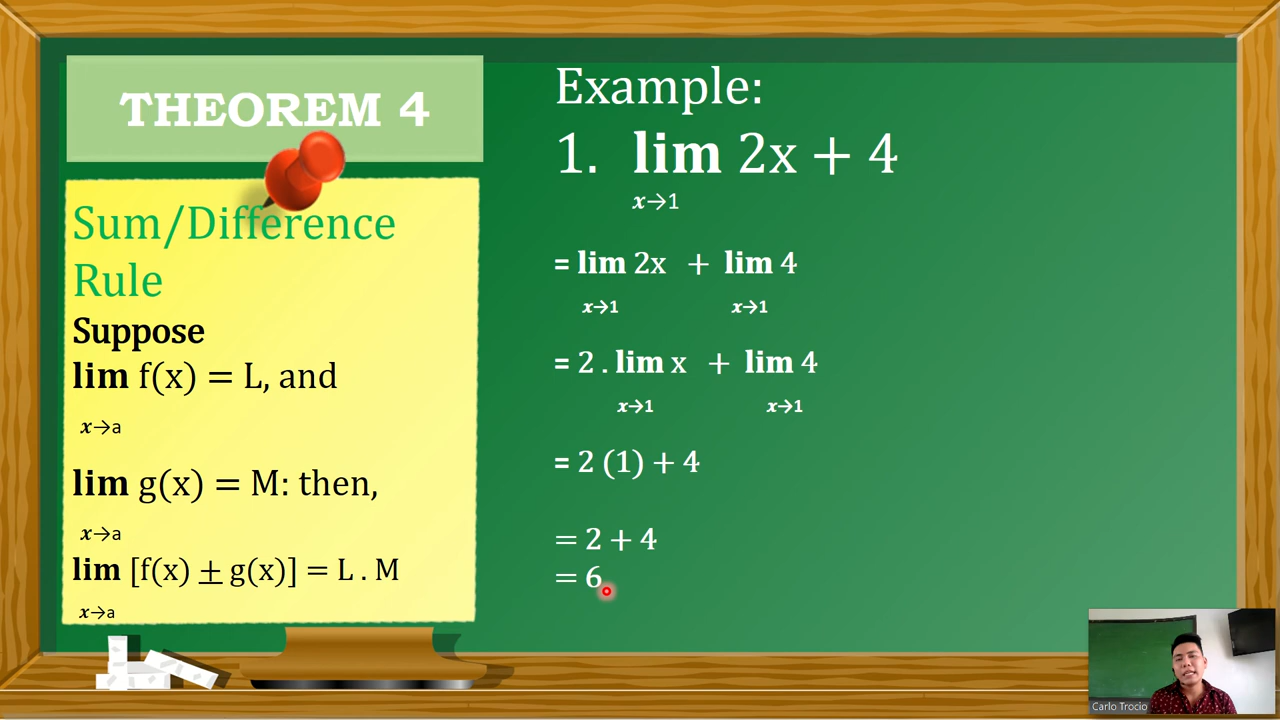 THEOREM 4
Sum/Difference
Rule
Suppose
lim f(x) = L, and
x→a
lim g(x) = M: then,
x→a
lim [f(x) ± g(x)] = L . M
x→a
Example:
1. lim 2x + 4
x→1
= lim 2x + lim 4
x→1 x→1
= 2 . lim x + lim 4
x→1 x→1
= 2 (1) + 4
= 2 + 4
= 6
Carlo Trocio